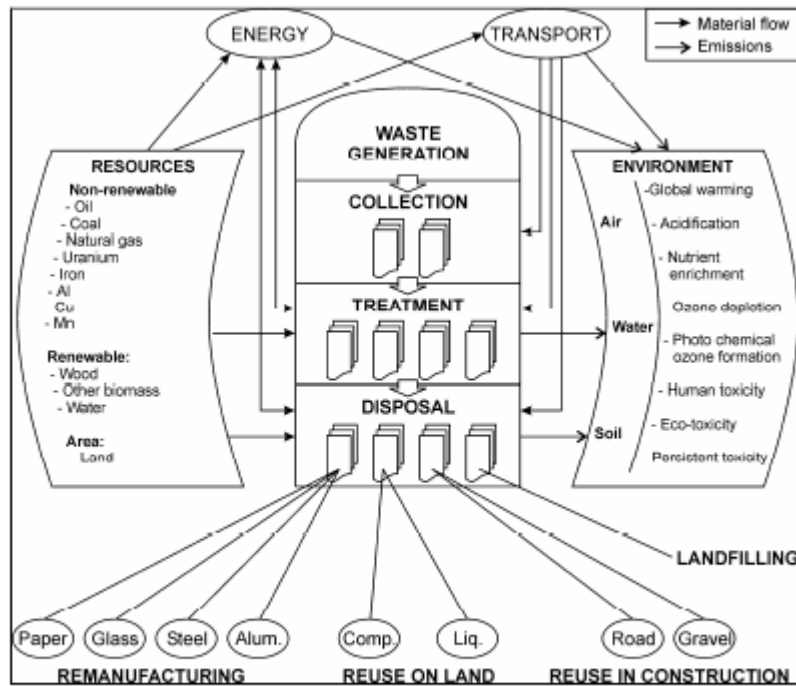 ENERGY
TRANSPORT
Material flow
Emissions
RESOURCES
Non-renewable
- Oil
- Coal
- Natural gas
- Uranium
- Iron
- Al
Cu
- Mn
Renewable:
- Wood
- Other biomass
- Water
Area:
Land
WASTE
GENERATION
COLLECTION
TREATMENT
DISPOSAL
ENVIRONMENT
Air
Water
Soil
-Global warming
- Acidification
- Nutrient
enrichment
Ozone depletion
- Photo chemical
ozone formation
- Human toxicity
- Eco-toxicity
Persistent toxicity
LANDFILLING
Paper
Glass
Steel
Alum.
Comp.
Liq.
Road
Gravel
REMANUFACTURING
REUSE ON LAND
REUSE IN CONSTRUCTION